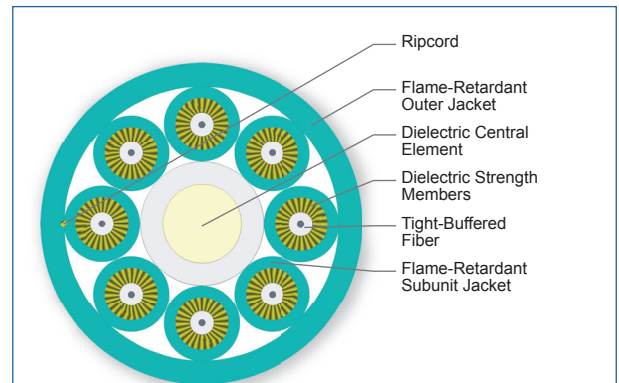 Ripcord
Flame-Retardant
Outer Jacket
Dielectric Central
Element
Dielectric Strength
Members
Tight-Buffered
Fiber
Flame-Retardant
Subunit Jacket